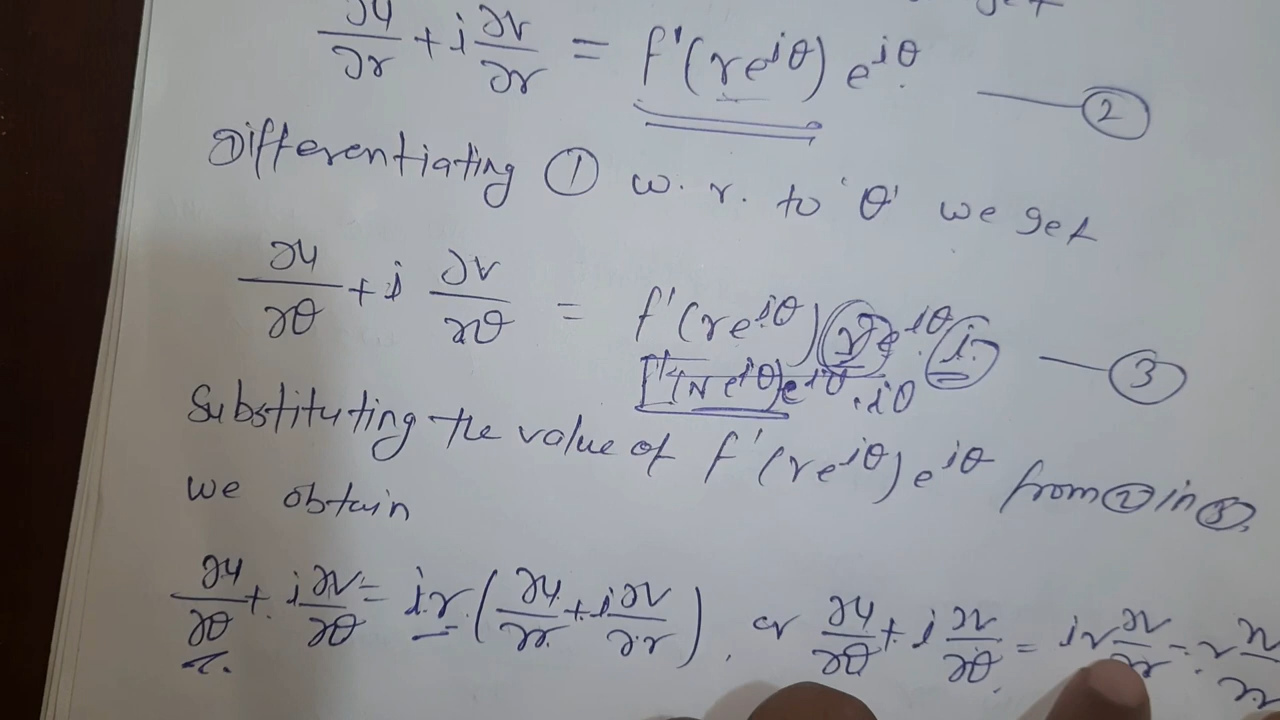 ∂u/∂r + i ∂v/∂r = f'(re^iθ) e^iθ. — ②
Differentiating ① w. r. to 'θ' we get
∂u/∂θ + i ∂v/∂θ = f'(re^iθ) r e^iθ. i. — ③
f'(re^iθ)e^iθ . iθ
Substituting the value of f'(re^iθ) e^iθ from ② in ③,
we obtain
∂u/∂θ + i ∂v/∂θ = ir (∂u/∂r + i ∂v/∂r), or ∂u/∂θ + i ∂v/∂θ = ir ∂u/∂r - r